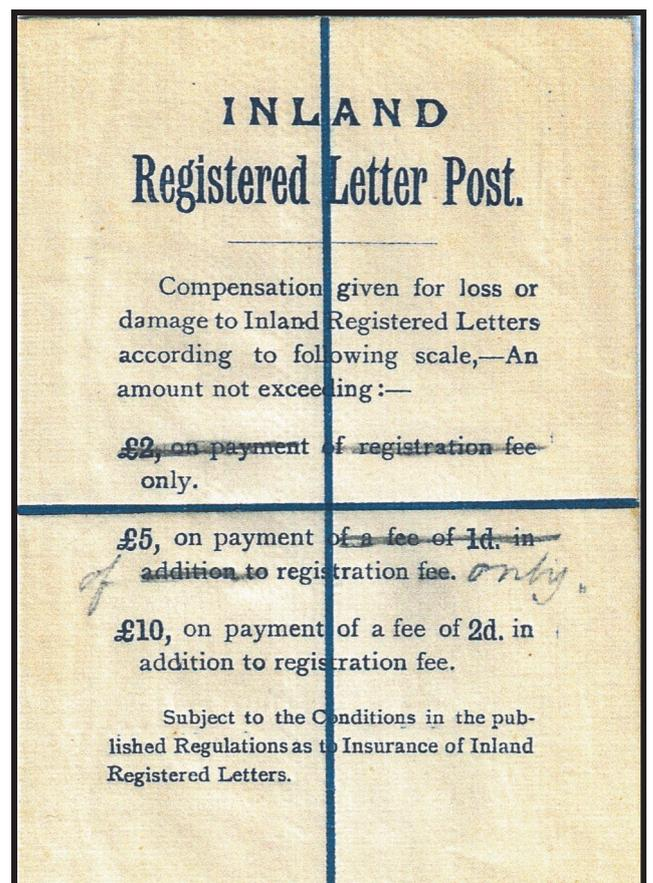 INLAND
Registered Letter Post.
Compensation given for loss or
damage to Inland Registered Letters
according to following scale,—An
amount not exceeding:—
£2, on payment of registration fee
only.
£5, on payment of a fee of 1d. in
of addition to registration fee. only.
£10, on payment of a fee of 2d. in
addition to registration fee.
Subject to the Conditions in the pub-
lished Regulations as to Insurance of Inland
Registered Letters.